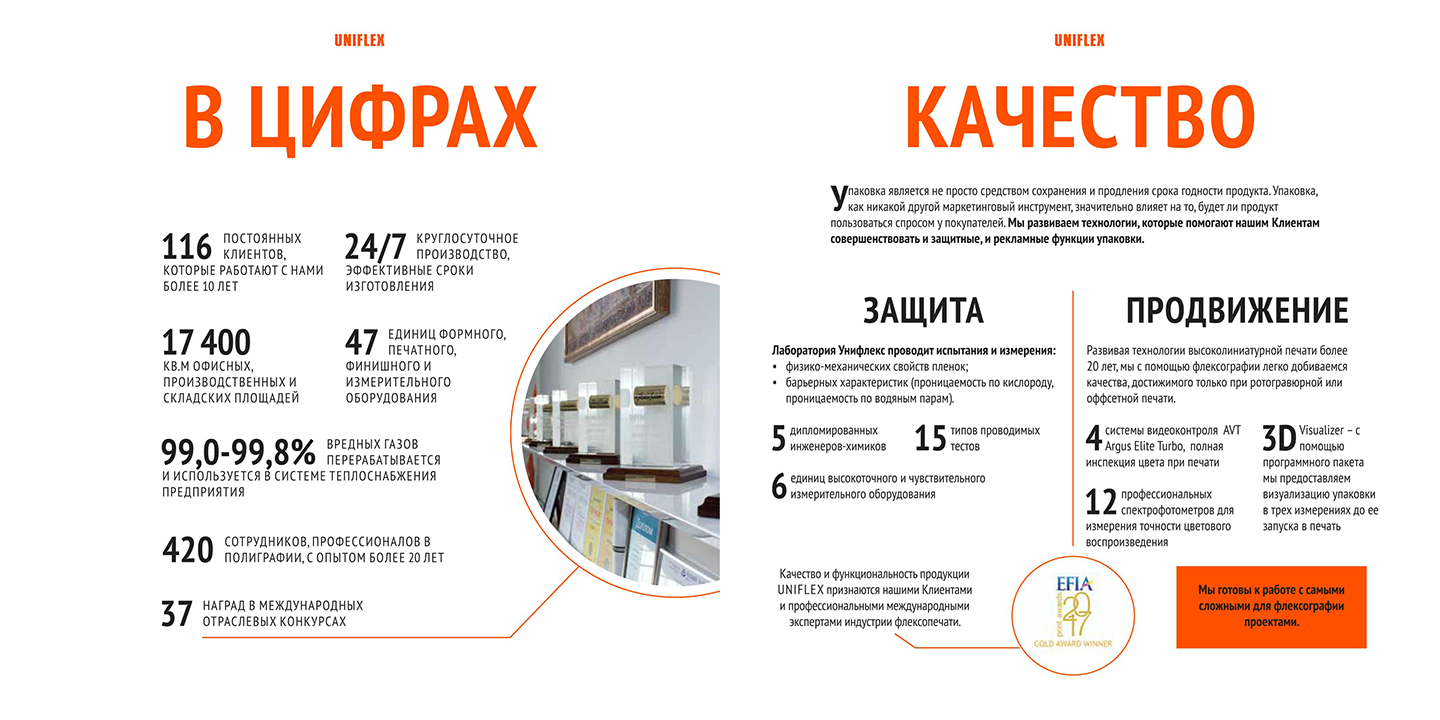 UNIFLEX
В ЦИФРАХ
116 ПОСТОЯННЫХ
КЛИЕНТОВ,
КОТОРЫЕ РАБОТАЮТ С НАМИ
БОЛЕЕ 10 ЛЕТ
24/7 КРУГЛОСУТОЧНОЕ
ПРОИЗВОДСТВО,
ЭФФЕКТИВНЫЕ СРОКИ
ИЗГОТОВЛЕНИЯ
17 400
КВ.М ОФИСНЫХ,
ПРОИЗВОДСТВЕННЫХ И
СКЛАДСКИХ ПЛОЩАДЕЙ
47 ЕДИНИЦ ФОРМНОГО,
ПЕЧАТНОГО,
ФИНИШНОГО И
ИЗМЕРИТЕЛЬНОГО
ОБОРУДОВАНИЯ
99,0-99,8% ВРЕДНЫХ ГАЗОВ
ПЕРЕРАБАТЫВАЕТСЯ
И ИСПОЛЬЗУЕТСЯ В СИСТЕМЕ ТЕПЛОСНАБЖЕНИЯ
ПРЕДПРИЯТИЯ
420 СОТРУДНИКОВ, ПРОФЕССИОНАЛОВ В
ПОЛИГРАФИИ, С ОПЫТОМ БОЛЕЕ 20 ЛЕТ
37 НАГРАД В МЕЖДУНАРОДНЫХ
ОТРАСЛЕВЫХ КОНКУРСАХ
ДИПЛОМ
UNIFLEX
КАЧЕСТВО
Упаковка является не просто средством сохранения и продления срока годности продукта. Упаковка,
как никакой другой маркетинговый инструмент, значительно влияет на то, будет ли продукт
пользоваться спросом у покупателей. Мы развиваем технологии, которые помогают нашим Клиентам
совершенствовать и защитные, и рекламные функции упаковки.
ЗАЩИТА
Лаборатория Унифлекс проводит испытания и измерения:
• физико-механических свойств пленок;
• барьерных характеристик (проницаемость по кислороду,
проницаемость по водяным парам).
5 дипломированных
инженеров-химиков
15 типов проводимых
тестов
6 единиц высокоточного и чувствительного
измерительного оборудования
ПРОДВИЖЕНИЕ
Развивая технологии высоколиниатурной печати более
20 лет, мы с помощью флексографии легко добиваемся
качества, достижимого только при ротогравюрной или
оффсетной печати.
4 системы видеоконтроля AVT
Argus Elite Turbo, полная
инспекция цвета при печати
12 профессиональных
спектрофотометров для
измерения точности цветового
воспроизведения
3D Visualizer – с
помощью
программного пакета
мы предоставляем
визуализацию упаковки
в трех измерениях до ее
запуска в печать
Качество и функциональность продукции
UNIFLEX признаются нашими Клиентами
и профессиональными международными
экспертами индустрии флексопечати.
EFIA
print awards
2017
GOLD AWARD WINNER
Мы готовы к работе с самыми
сложными для флексографии
проектами.